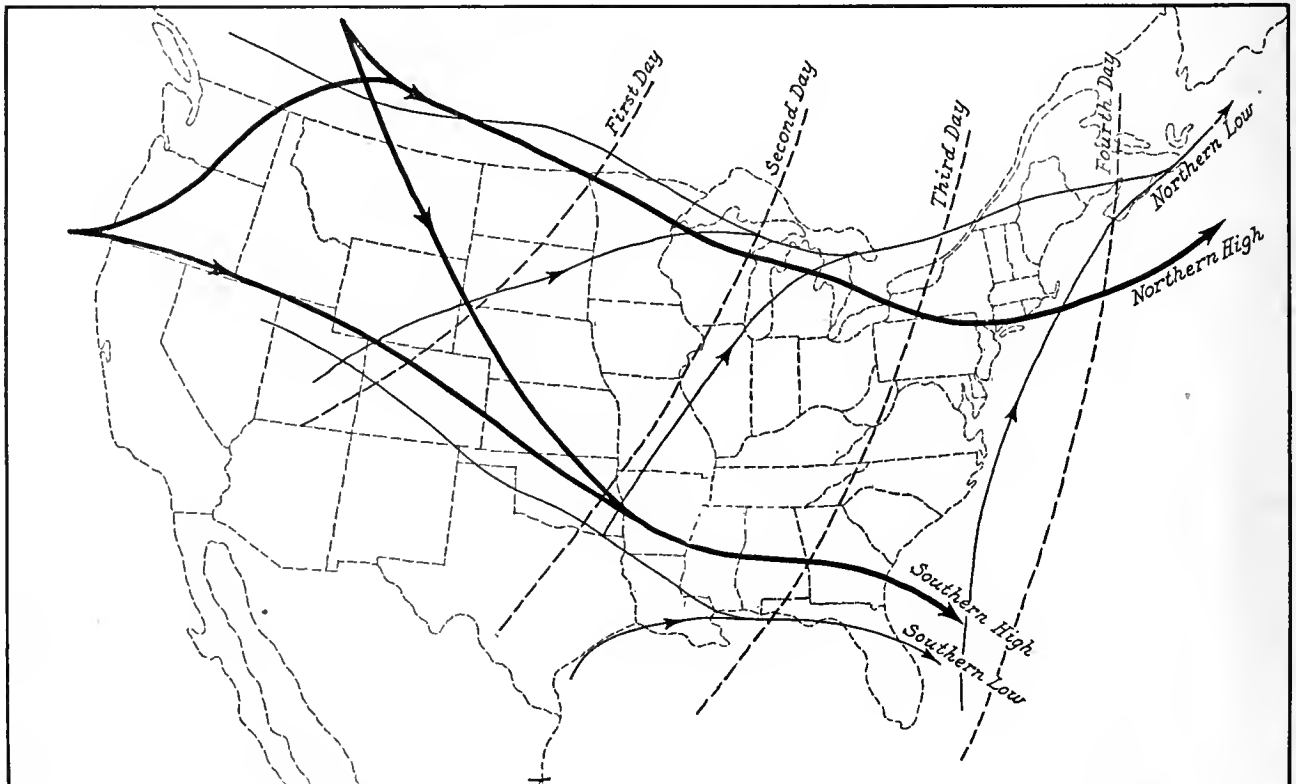 First Day
Second Day
Third Day
Fourth Day
Northern Low
Northern High
Southern High
Southern Low